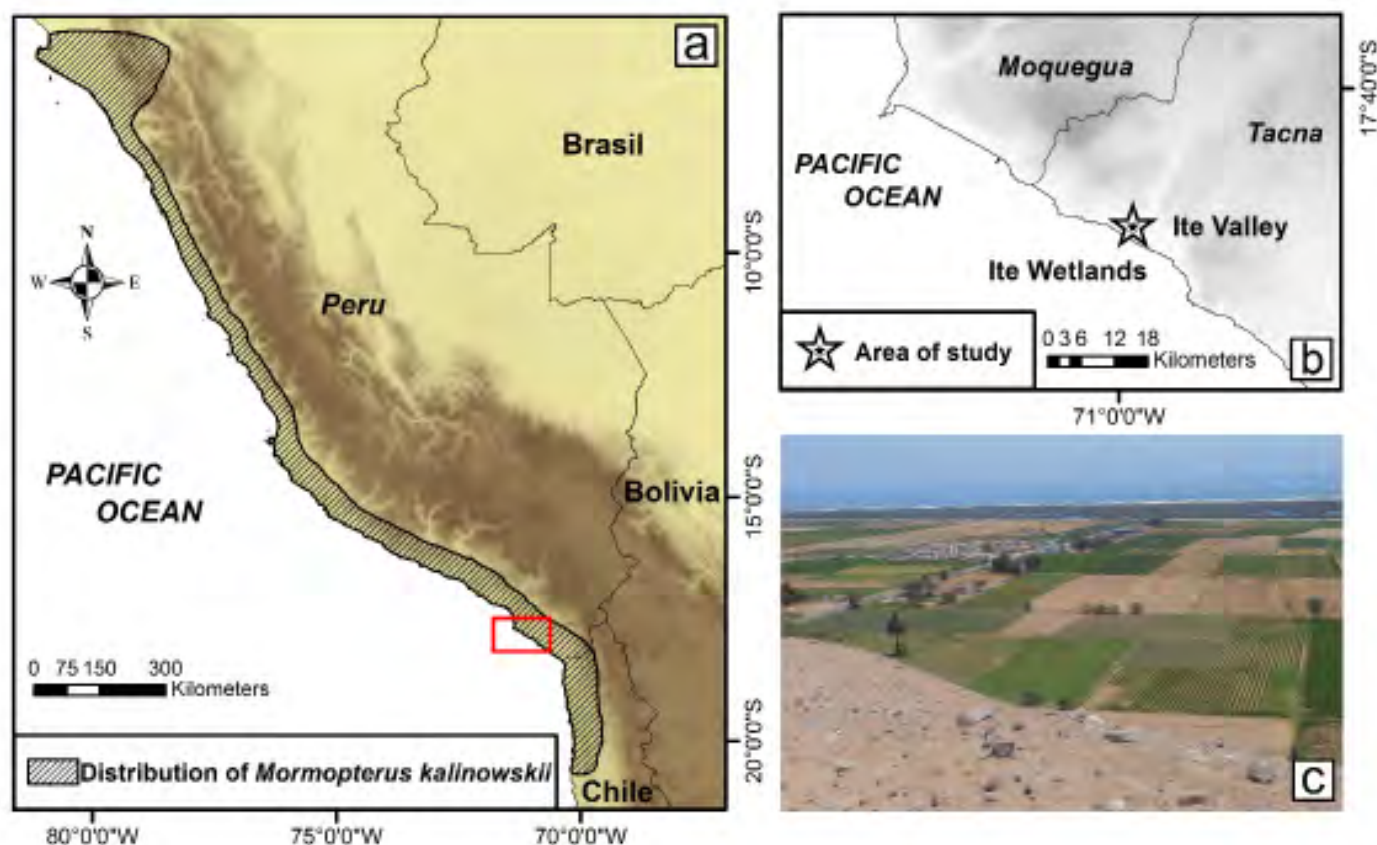 a
Brasil
N
W E
S
Peru
10°0'0"S
PACIFIC
OCEAN
Bolivia
15°0'0"S
0 75 150 300
Kilometers
20°0'0"S
Distribution of Mormopterus kalinowskii
Chile
80°0'0"W 75°0'0"W 70°0'0"W
Moquegua
17°40'0"S
Tacna
PACIFIC
OCEAN
Ite Valley
Ite Wetlands
Area of study
0 3 6 12 18
Kilometers
b
71°0'0"W
c